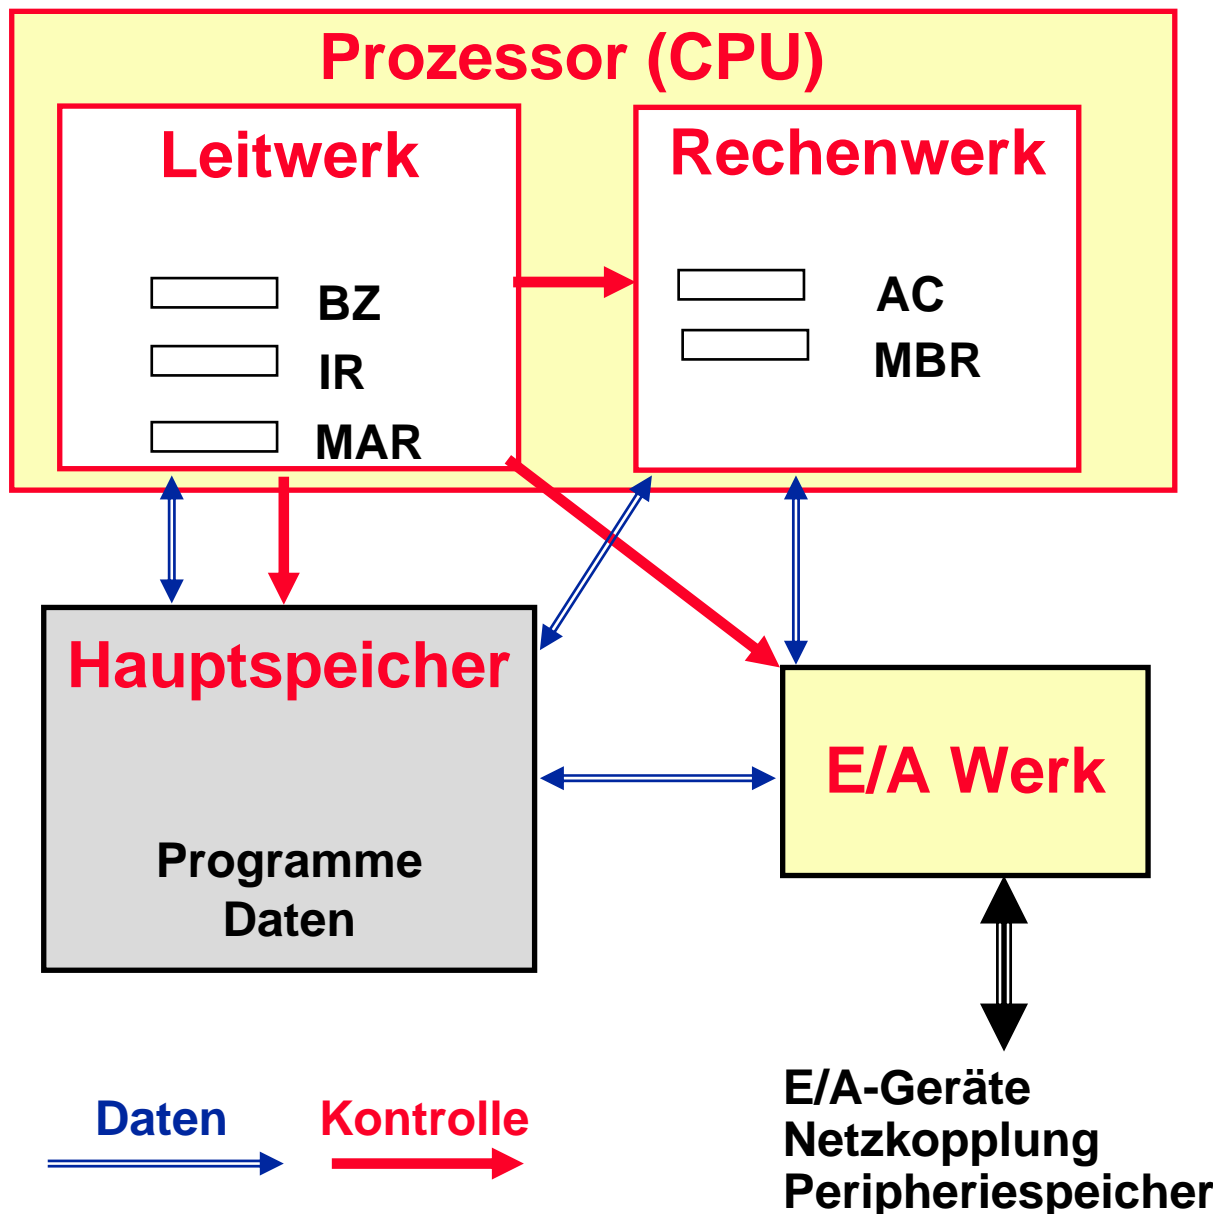 Prozessor (CPU)
Leitwerk
BZ
IR
MAR
Rechenwerk
AC
MBR
Hauptspeicher
Programme
Daten
E/A Werk
E/A-Geräte
Netzkopplung
Peripheriespeicher
Daten
Kontrolle